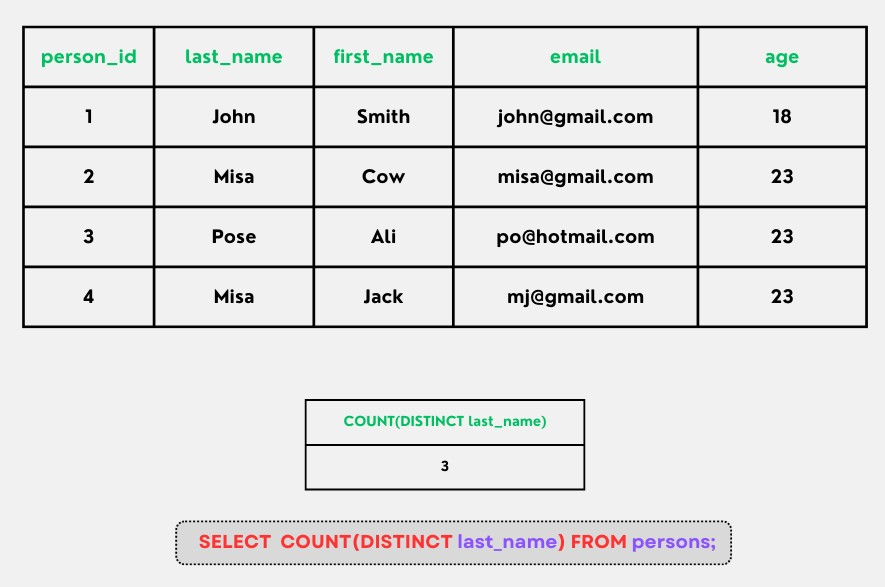 person_id last_name first_name email age
1 John Smith john@gmail.com 18
2 Misa Cow misa@gmail.com 23
3 Pose Ali po@hotmail.com 23
4 Misa Jack mj@gmail.com 23
COUNT(DISTINCT last_name)
3
SELECT COUNT(DISTINCT last_name) FROM persons;